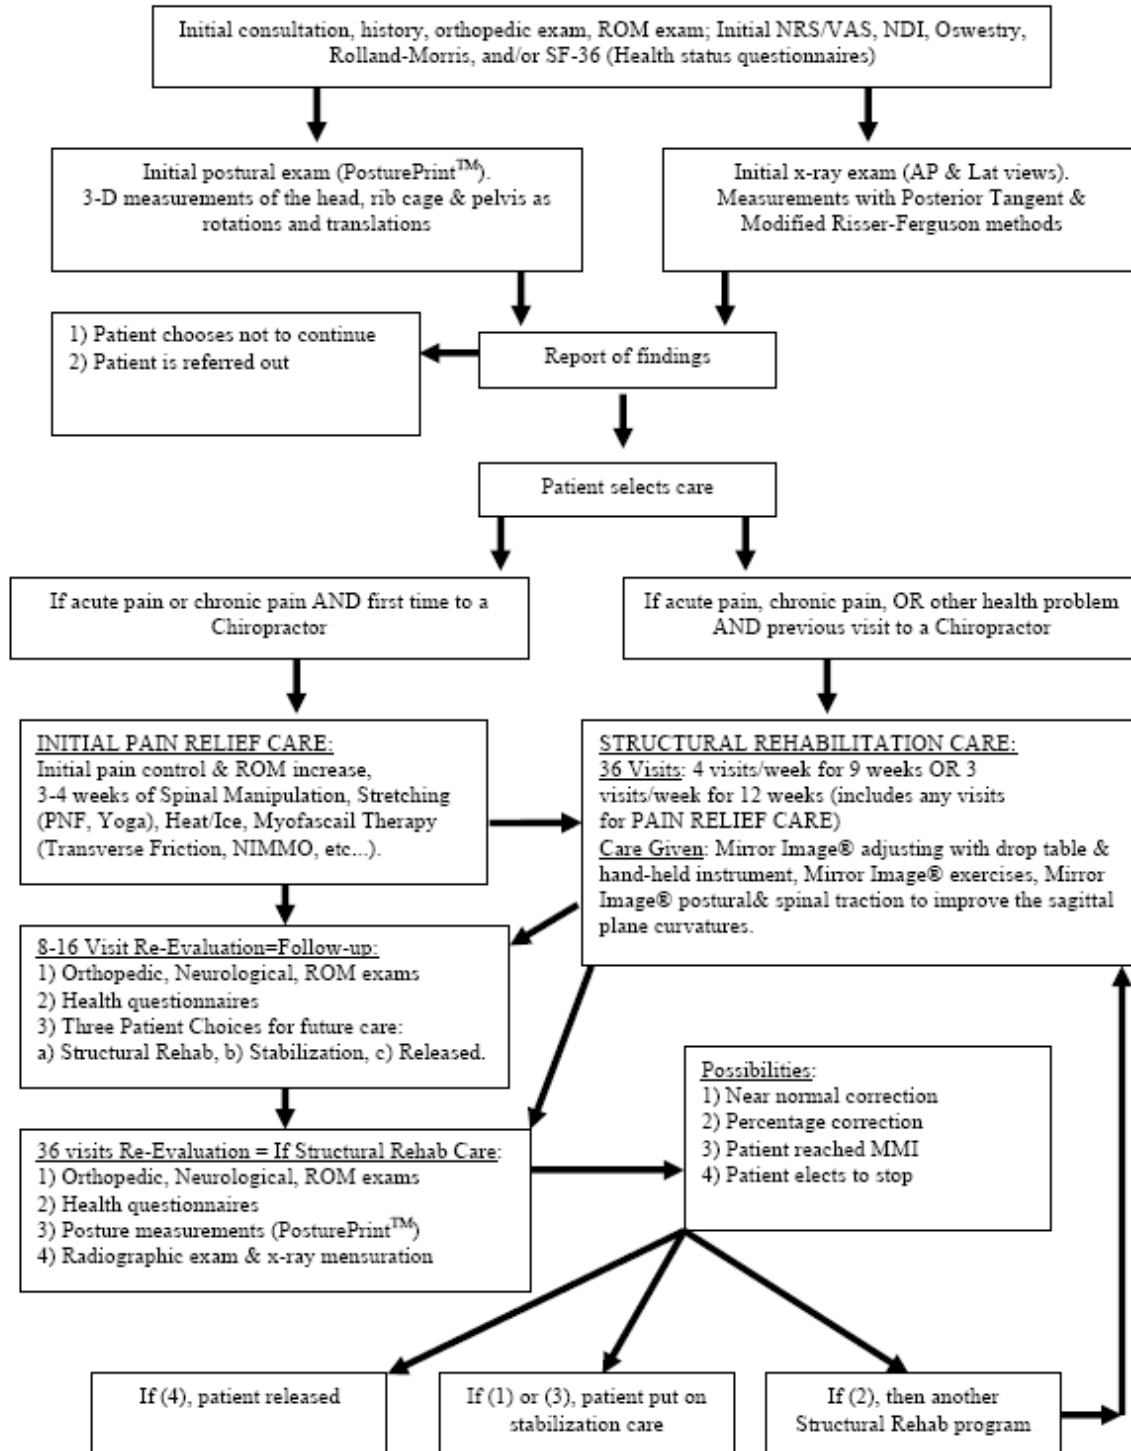 Initial consultation, history, orthopedic exam, ROM exam; Initial NRS/VAS, NDI, Oswestry,
Rolland-Morris, and/or SF-36 (Health status questionnaires)
Initial postural exam (PosturePrint™).
3-D measurements of the head, rib cage & pelvis as
rotations and translations
Initial x-ray exam (AP & Lat views).
Measurements with Posterior Tangent &
Modified Risser-Ferguson methods
1) Patient chooses not to continue
2) Patient is referred out
Report of findings
Patient selects care
If acute pain or chronic pain AND first time to a
Chiropractor
If acute pain, chronic pain, OR other health problem
AND previous visit to a Chiropractor
INITIAL PAIN RELIEF CARE:
Initial pain control & ROM increase,
3-4 weeks of Spinal Manipulation, Stretching
(PNF, Yoga), Heat/Ice, Myofascail Therapy
(Transverse Friction, NIMMO, etc...).
STRUCTURAL REHABILITATION CARE:
36 Visits: 4 visits/week for 9 weeks OR 3
visits/week for 12 weeks (includes any visits
for PAIN RELIEF CARE)
Care Given: Mirror Image® adjusting with drop table &
hand-held instrument, Mirror Image® exercises, Mirror
Image® postural& spinal traction to improve the sagittal
plane curvatures.
8-16 Visit Re-Evaluation=Follow-up:
1) Orthopedic, Neurological, ROM exams
2) Health questionnaires
3) Three Patient Choices for future care:
a) Structural Rehab, b) Stabilization, c) Released.
36 visits Re-Evaluation = If Structural Rehab Care:
1) Orthopedic, Neurological, ROM exams
2) Health questionnaires
3) Posture measurements (PosturePrint™)
4) Radiographic exam & x-ray mensuration
Possibilities:
1) Near normal correction
2) Percentage correction
3) Patient reached MMI
4) Patient elects to stop
If (4), patient released
If (1) or (3), patient put on
stabilization care
If (2), then another
Structural Rehab program